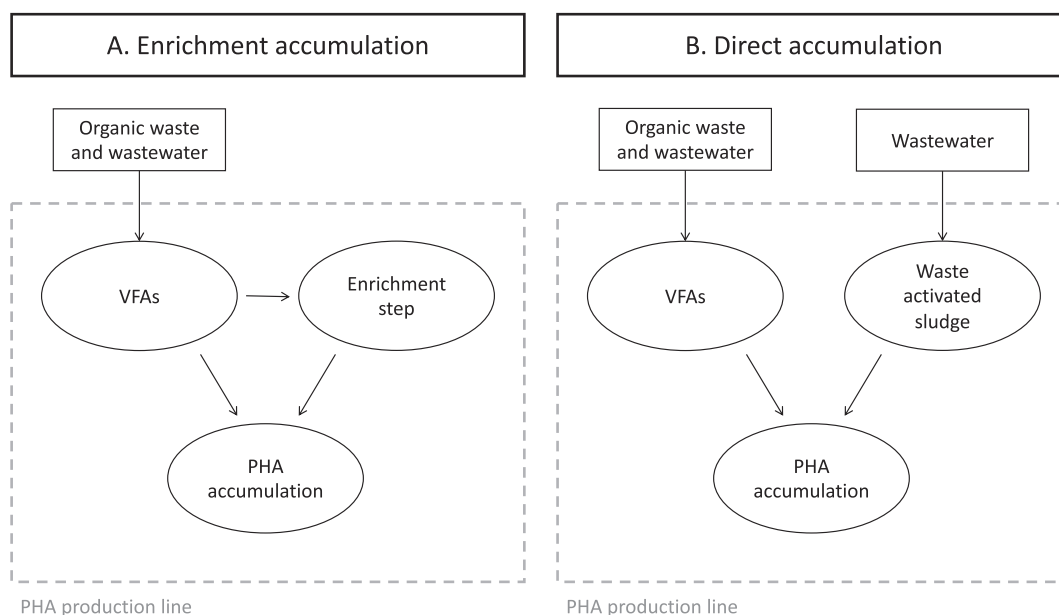 A. Enrichment accumulation
Organic waste
and wastewater
VFAs
Enrichment
step
PHA
accumulation
PHA production line
B. Direct accumulation
Organic waste
and wastewater
Wastewater
VFAs
Waste
activated
sludge
PHA
accumulation
PHA production line